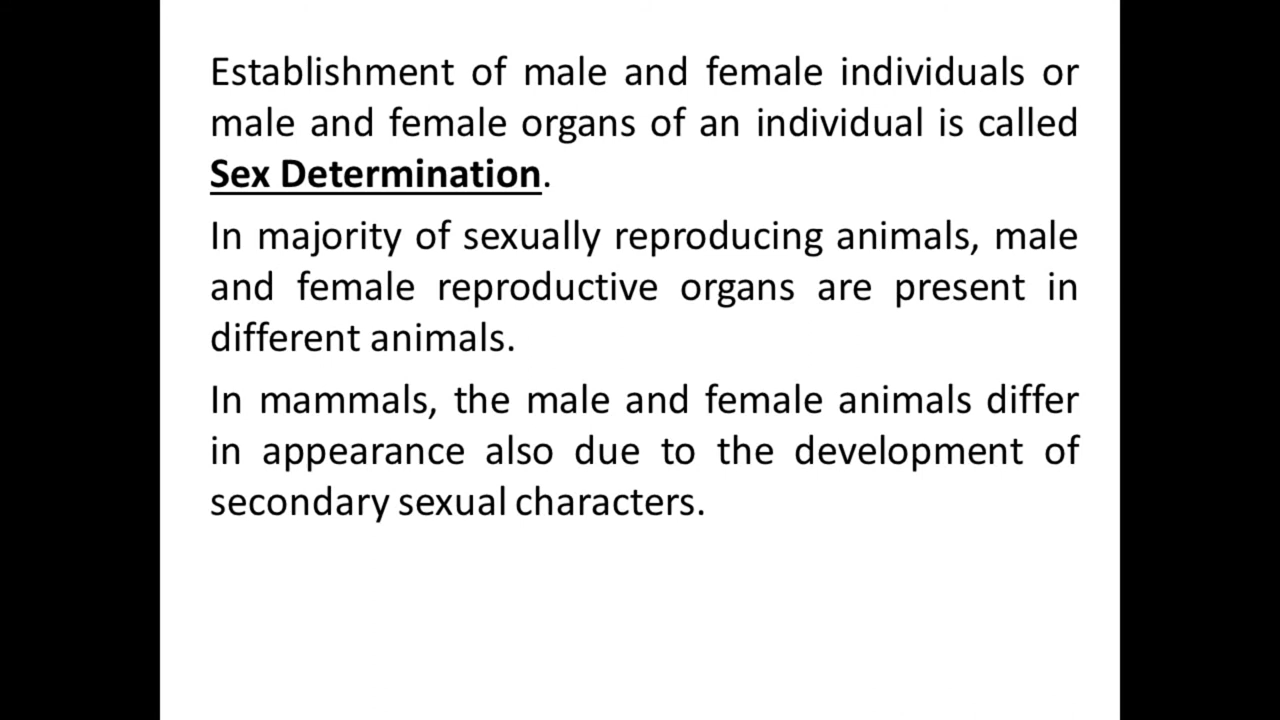 Establishment of male and female individuals or
male and female organs of an individual is called
Sex Determination.
In majority of sexually reproducing animals, male
and female reproductive organs are present in
different animals.
In mammals, the male and female animals differ
in appearance also due to the development of
secondary sexual characters.